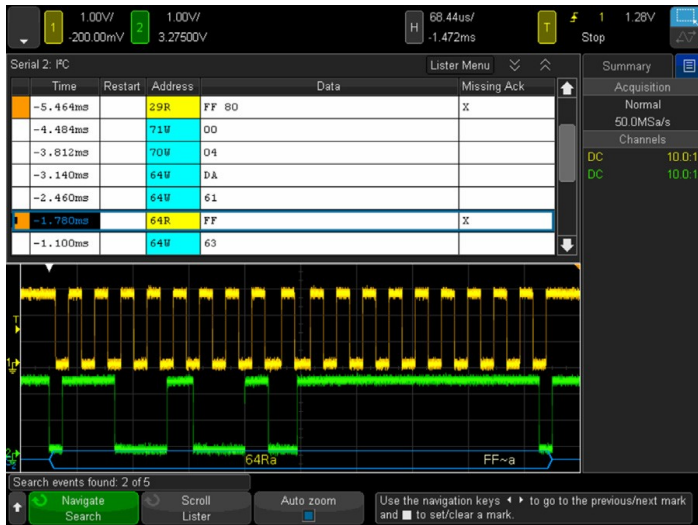 1 1.00V/ 2 1.00V/ H 68.44us/ T 1 1.28V
-200.00mV 3.27500V -1.472ms Stop
Serial 2: I²C Lister Menu Summary
Time Restart Address Data Missing Ack
-5.464ms 29R FF 80 X
-4.484ms 71W 00
-3.812ms 70W 04
-3.140ms 64W DA
-2.460ms 64W 61
-1.780ms 64R FF X
-1.100ms 64W 63
Acquisition
Normal
50.0MSa/s
Channels
DC 10.0:1
DC 10.0:1
T
1
2
64Ra FF~a
Search events found: 2 of 5
Navigate Search
Scroll Lister
Auto zoom
Use the navigation keys to go to the previous/next mark
and to set/clear a mark.